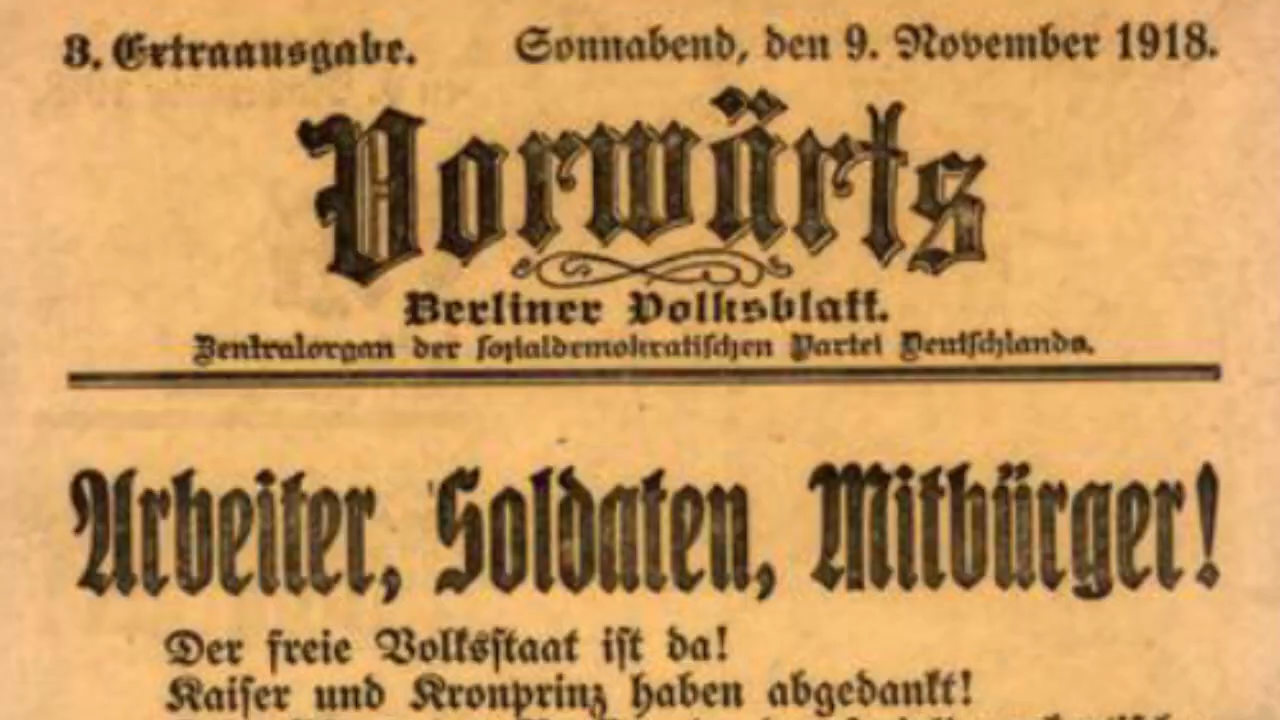 3. Extraausgabe. Sonnabend, den 9. November 1918.
Vorwärts
Berliner Volksblatt.
Zentralorgan der sozialdemokratischen Partei Deutschlands.
Arbeiter, Soldaten, Mitbürger!
Der freie Volksstaat ist da!
Kaiser und Kronprinz haben abgedankt!